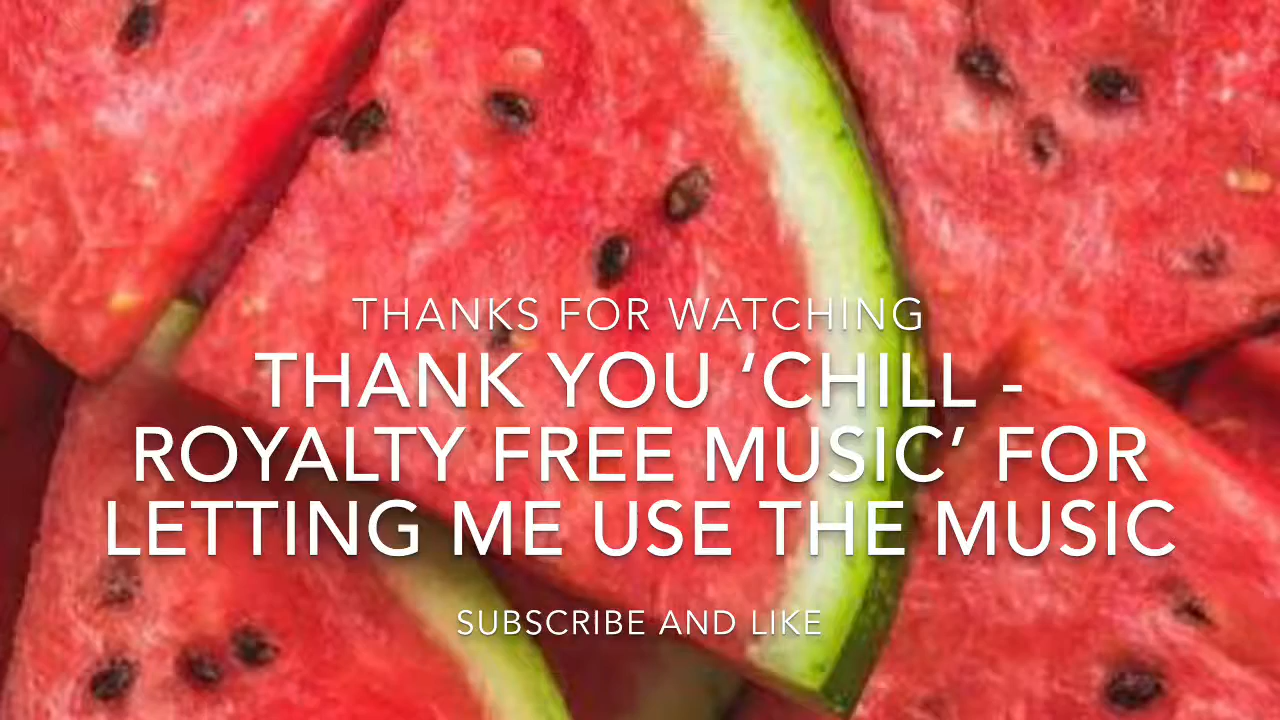 THANKS FOR WATCHING
THANK YOU ‘CHILL -
ROYALTY FREE MUSIC’ FOR
LETTING ME USE THE MUSIC
SUBSCRIBE AND LIKE